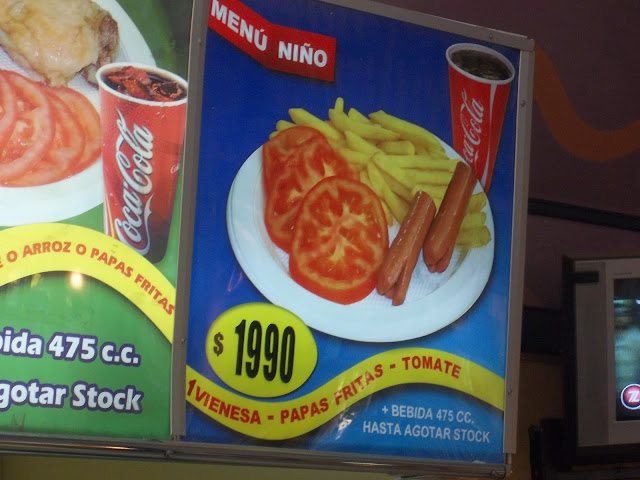 MENÚ NIÑO
Coca-Cola
Coca-Cola
O ARROZ O PAPAS FRITAS
$ 1990
1 VIENESA - PAPAS FRITAS - TOMATE
bida 475 c.c.
gotar Stock
+ BEBIDA 475 CC.
HASTA AGOTAR STOCK